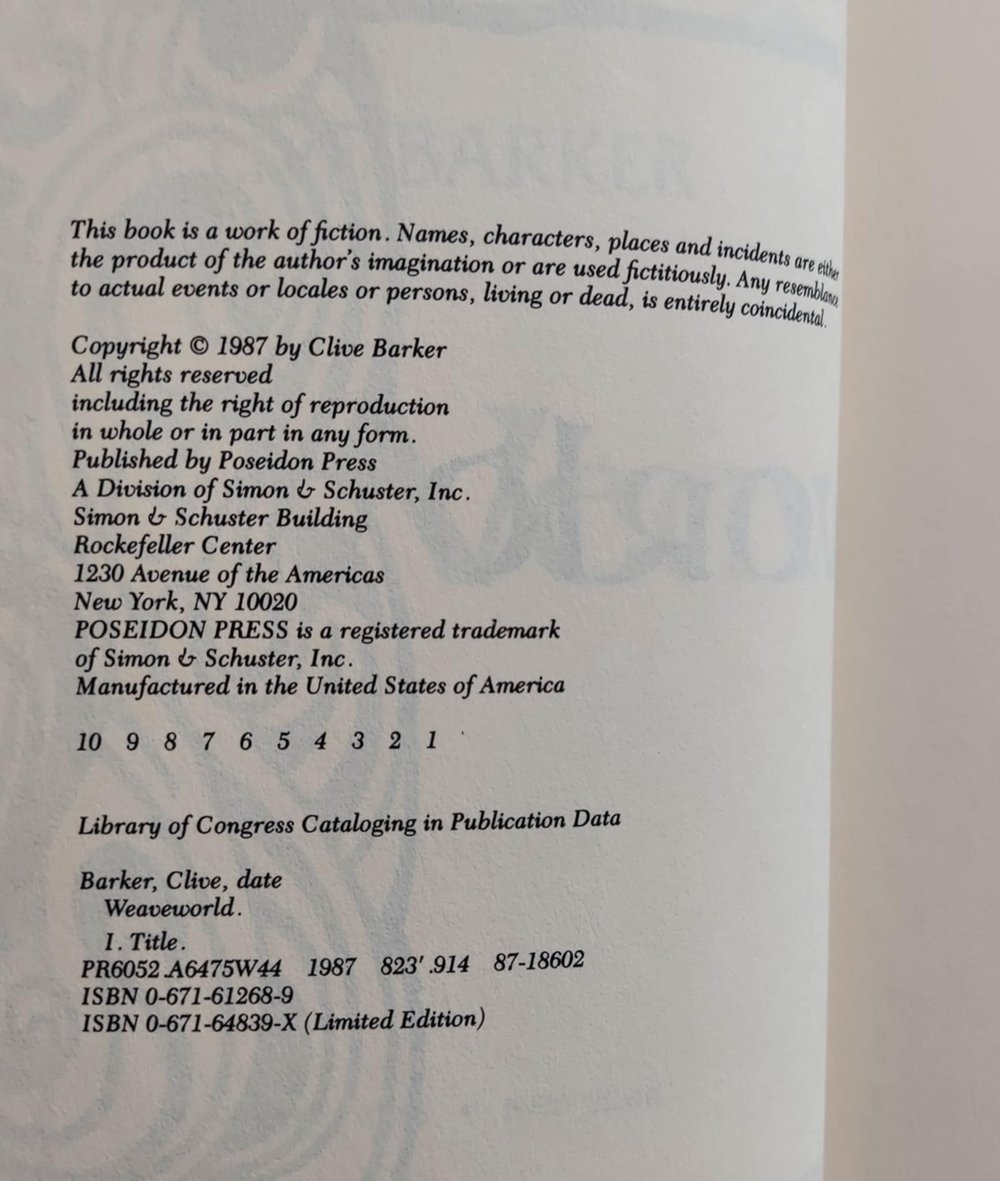 This book is a work of fiction. Names, characters, places and incidents are either
the product of the author's imagination or are used fictitiously. Any resemblance
to actual events or locales or persons, living or dead, is entirely coincidental.
Copyright © 1987 by Clive Barker
All rights reserved
including the right of reproduction
in whole or in part in any form.
Published by Poseidon Press
A Division of Simon & Schuster, Inc.
Simon & Schuster Building
Rockefeller Center
1230 Avenue of the Americas
New York, NY 10020
POSEIDON PRESS is a registered trademark
of Simon & Schuster, Inc.
Manufactured in the United States of America
10 9 8 7 6 5 4 3 2 1
Library of Congress Cataloging in Publication Data
Barker, Clive, date
Weaveworld.
I. Title.
PR6052.A6475W44 1987 823'.914 87-18602
ISBN 0-671-61268-9
ISBN 0-671-64839-X (Limited Edition)